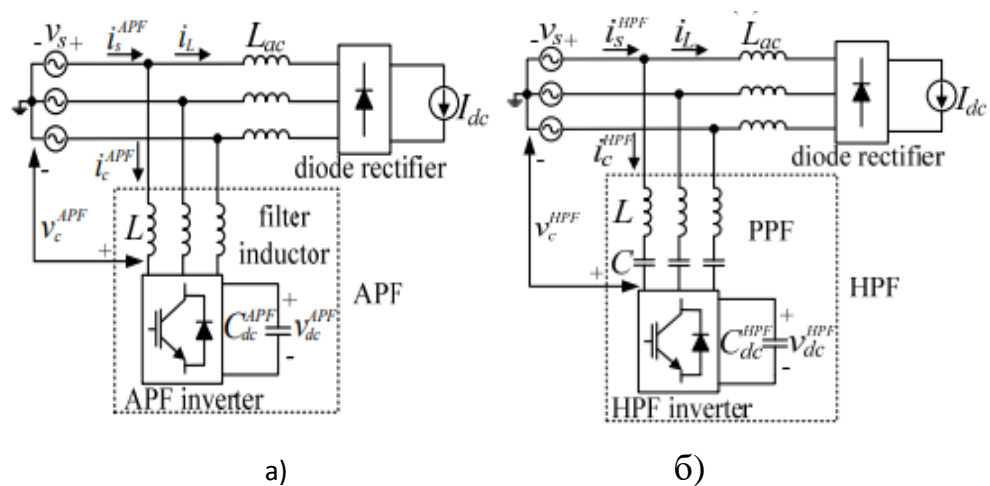 - v_s+ i_s^APF i_L L_ac
I_dc
diode rectifier
i_c^APF
-
v_c^APF
+
L
filter
inductor
APF
C_dc^APF
+
v_dc^APF
-
APF inverter
a)
- v_s+ i_s^HPF i_L L_ac
I_dc
diode rectifier
i_c^HPF
-
v_c^HPF
+
L
PPF
C
HPF
C_dc^HPF
+
v_dc^HPF
-
HPF inverter
б)